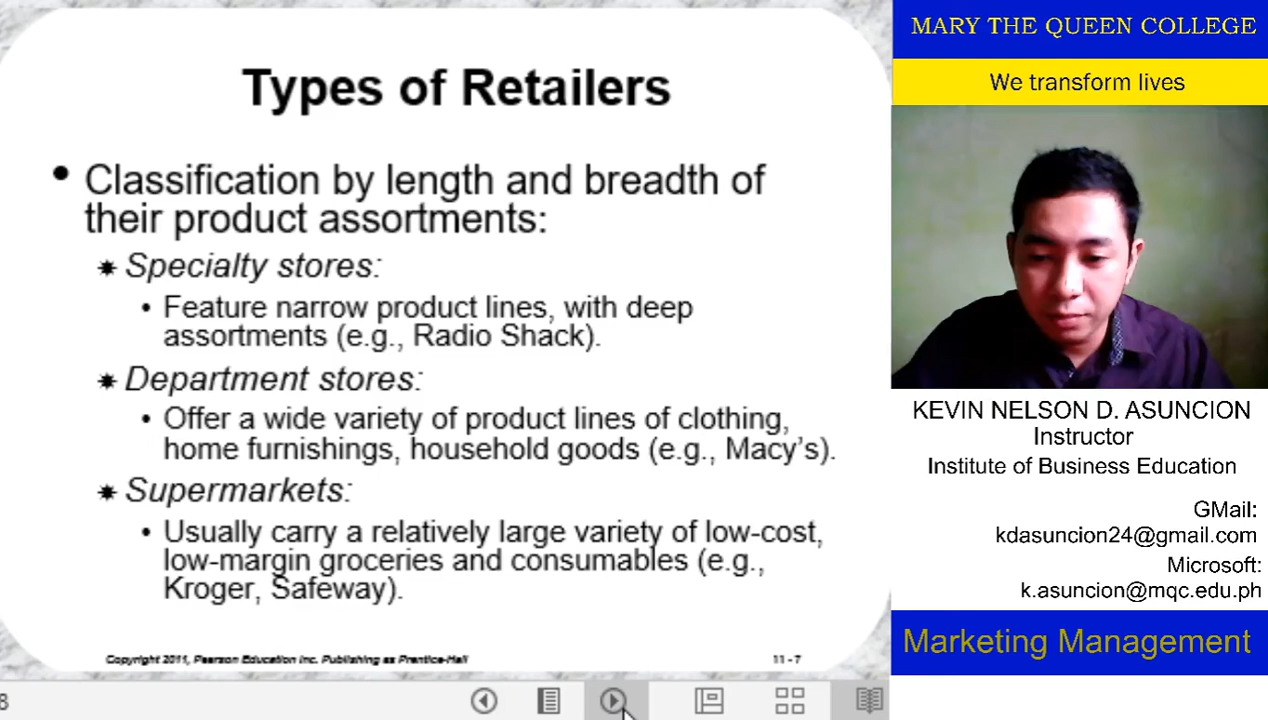 Types of Retailers
• Classification by length and breadth of
their product assortments:
Specialty stores:
• Feature narrow product lines, with deep
assortments (e.g., Radio Shack).
Department stores:
• Offer a wide variety of product lines of clothing,
home furnishings, household goods (e.g., Macy's).
Supermarkets:
• Usually carry a relatively large variety of low-cost,
low-margin groceries and consumables (e.g.,
Kroger, Safeway).
Copyright 2011, Pearson Education Inc. Publishing as Prentice-Hall
11 - 7
8
MARY THE QUEEN COLLEGE
We transform lives
KEVIN NELSON D. ASUNCION
Instructor
Institute of Business Education
GMail:
kdasuncion24@gmail.com
Microsoft:
k.asuncion@mqc.edu.ph
Marketing Management